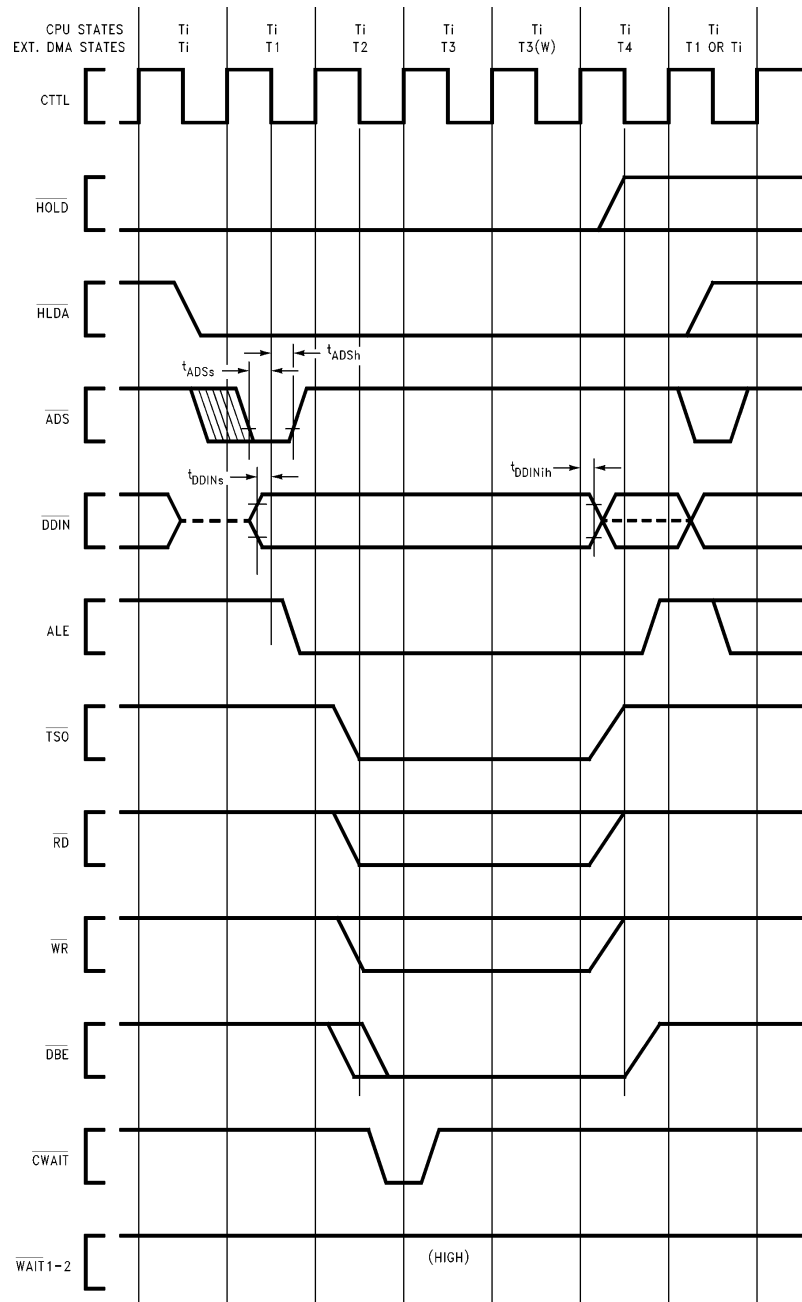 CPU STATES Ti Ti Ti Ti Ti Ti Ti
EXT. DMA STATES Ti T1 T2 T3 T3(W) T4 T1 OR Ti
CTTL
HOLD
HLDA
tADSs tADSh
ADS
tDDINs tDDINih
DDIN
ALE
TSO
RD
WR
DBE
CWAIT
(HIGH)
WAIT1-2